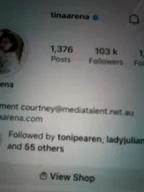 tinaarena
1,376 103 k
Posts Followers
ena
ment courtney@mediatalent.net.au
aarena.com
Followed by tonipearen, ladyjulian
and 55 others
View Shop